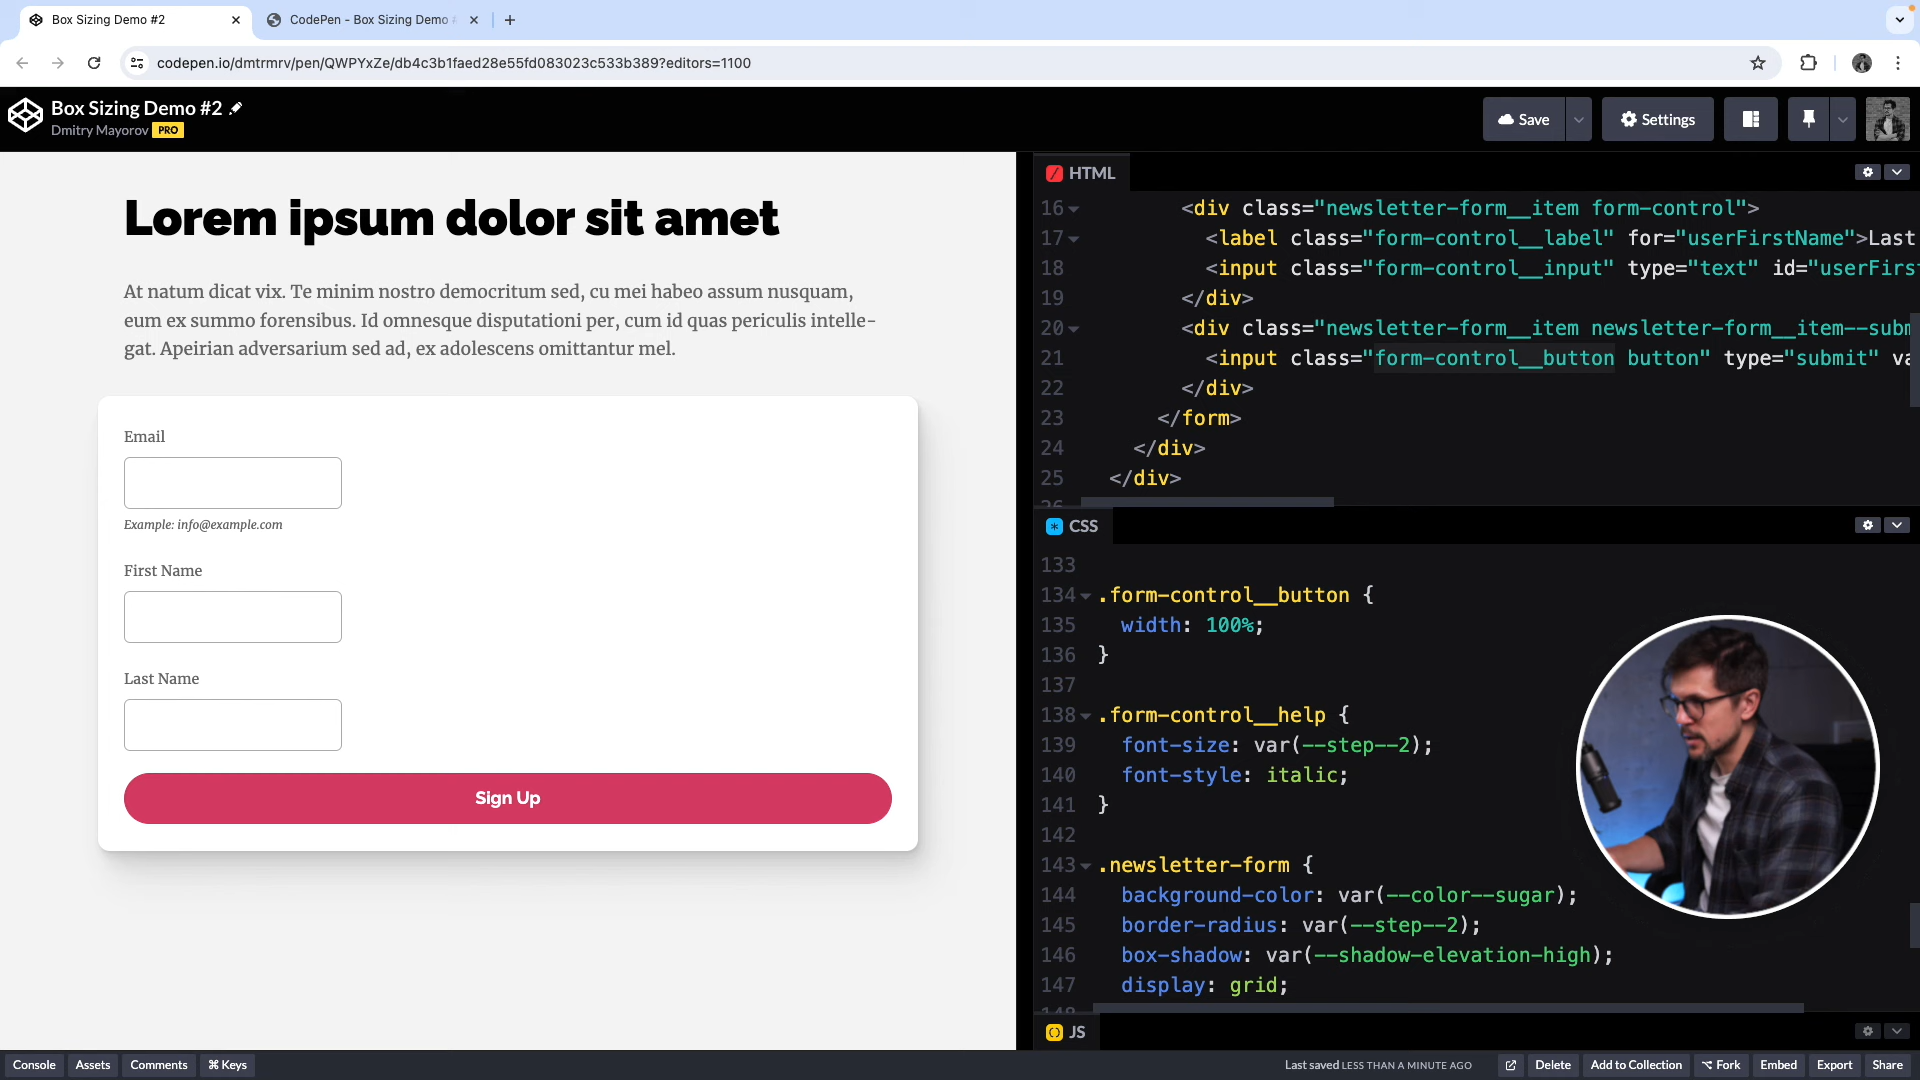 Box Sizing Demo #2
CodePen - Box Sizing Demo
codepen.io/dmtrmrv/pen/QWPYxZe/db4c3b1faed28e55fd083023c533b389?editors=1100
Box Sizing Demo #2
Dmitry Mayorov PRO
Save
Settings
Lorem ipsum dolor sit amet
At natum dicat vix. Te minim nostro democritum sed, cu mei habeo assum nusquam,
eum ex summo forensibus. Id omnesque disputationi per, cum id quas periculis intelle-
gat. Apeirian adversarium sed ad, ex adolescens omittantur mel.
Email
Example: info@example.com
First Name
Last Name
Sign Up
HTML
16 <div class="newsletter-form__item form-control">
17 <label class="form-control__label" for="userFirstName">Last
18 <input class="form-control__input" type="text" id="userFirs
19 </div>
20 <div class="newsletter-form__item newsletter-form__item--subm
21 <input class="form-control__button button" type="submit" va
22 </div>
23 </form>
24 </div>
25 </div>
26
CSS
133
134 .form-control__button {
135 width: 100%;
136 }
137
138 .form-control__help {
139 font-size: var(--step--2);
140 font-style: italic;
141 }
142
143 .newsletter-form {
144 background-color: var(--color--sugar);
145 border-radius: var(--step--2);
146 box-shadow: var(--shadow-elevation-high);
147 display: grid;
148
JS
Console
Assets
Comments
⌘ Keys
Last saved LESS THAN A MINUTE AGO
Delete
Add to Collection
⌥ Fork
Embed
Export
Share